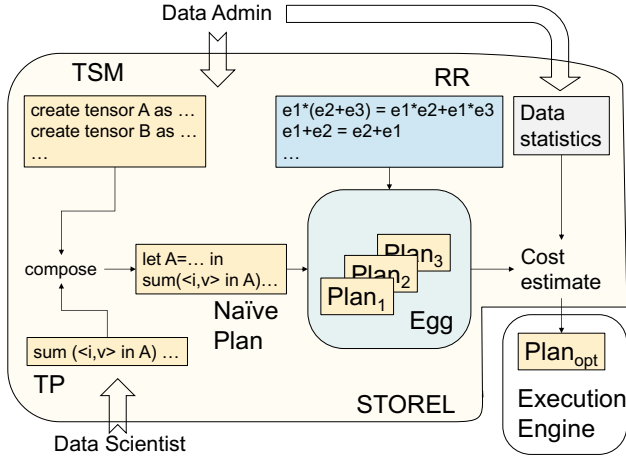 Data Admin
TSM
create tensor A as …
create tensor B as …
…
RR
e1*(e2+e3) = e1*e2+e1*e3
e1+e2 = e2+e1
…
Data
statistics
compose
let A=… in
sum(<i,v> in A)…
Naïve
Plan
Plan3
Plan2
Plan1
Egg
Cost
estimate
sum (<i,v> in A) …
TP
STOREL
Planopt
Execution
Engine
Data Scientist